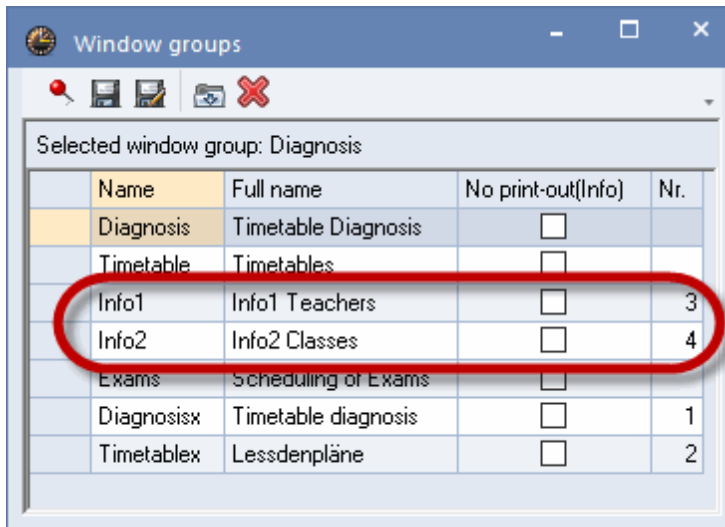 Window groups
Selected window group: Diagnosis
Name Full name No print-out(Info) Nr.
Diagnosis Timetable Diagnosis
Timetable Timetables
Info1 Info1 Teachers 3
Info2 Info2 Classes 4
Exams Scheduling of Exams
Diagnosisx Timetable diagnosis 1
Timetablex Lessdenpläne 2